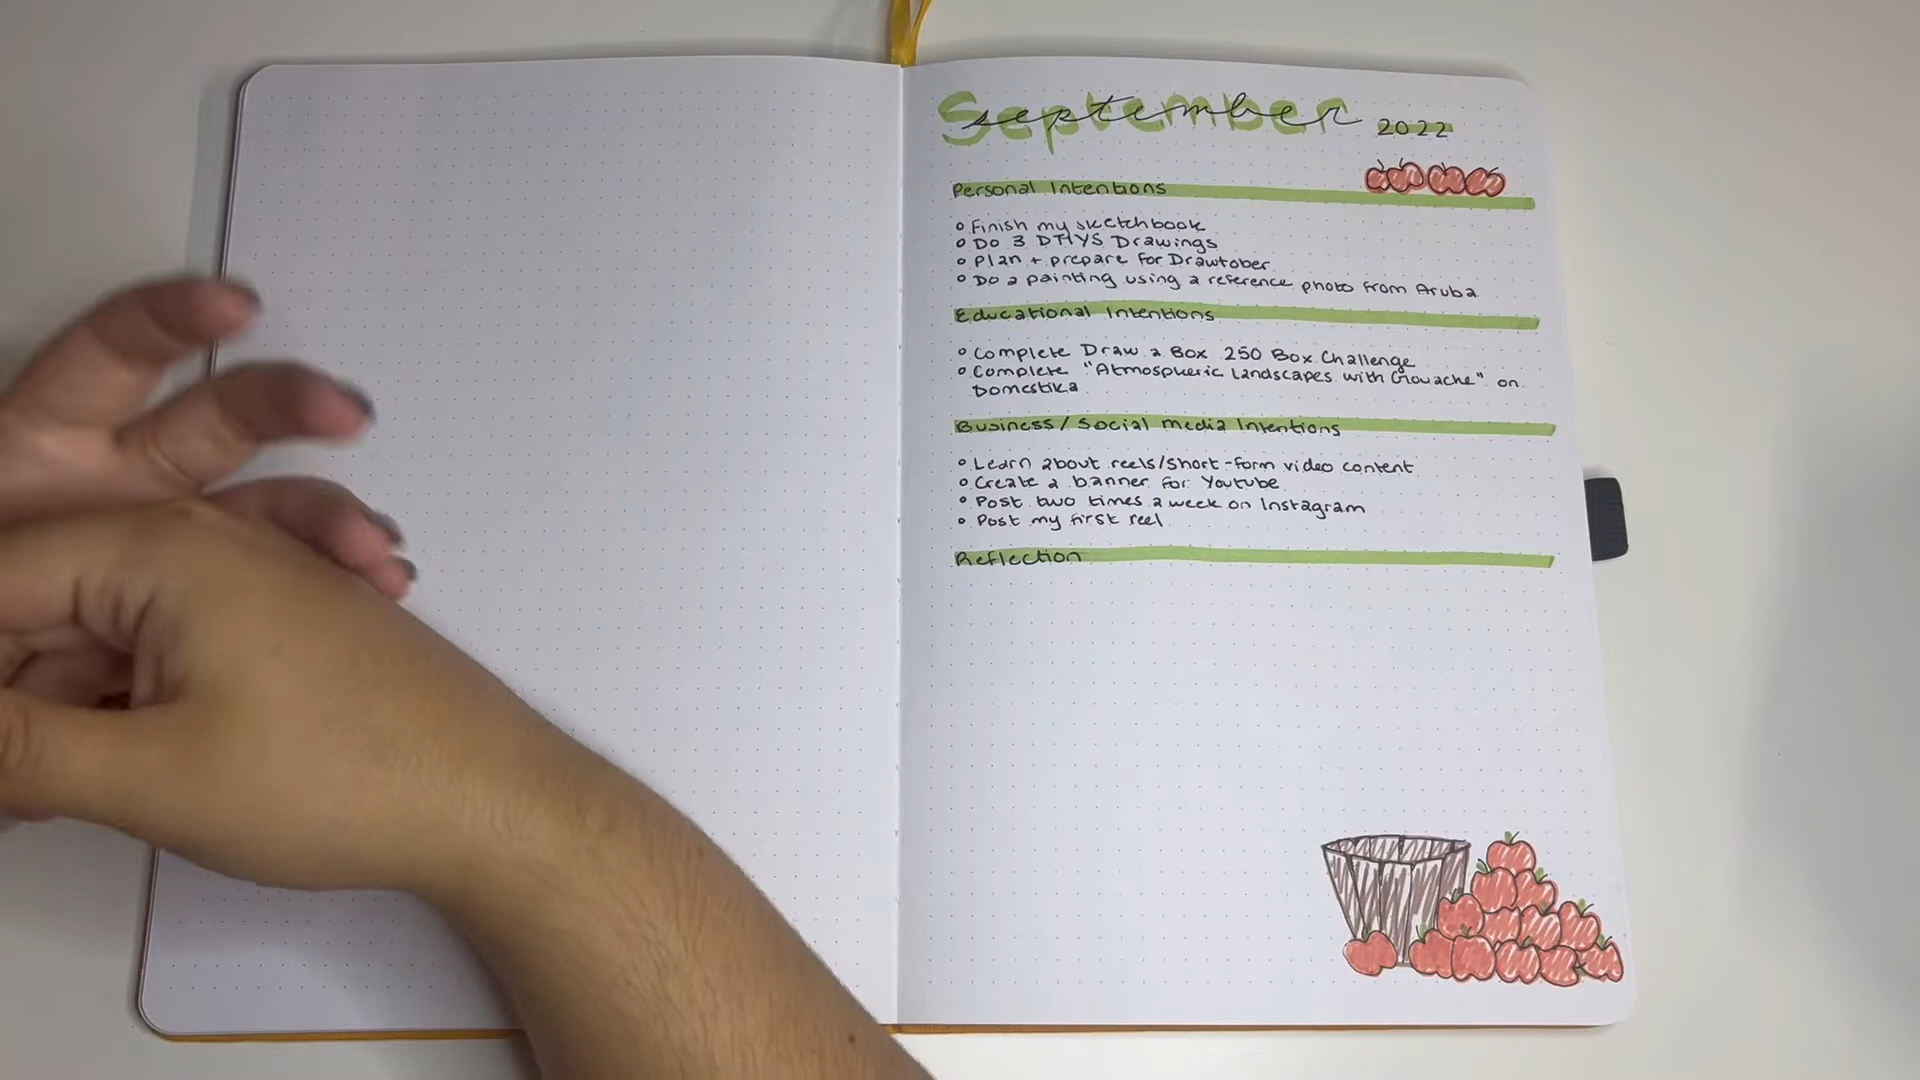 September
september 2022
Personal Intentions
Finish my sketchbook
Do 3 DTIYS Drawings
Plan + prepare for Drawtober
Do a painting using a reference photo from Aruba
Educational Intentions
Complete Draw a Box 250 Box Challenge
Complete "Atmospheric Landscapes with Gouache" on
Domestika
Business/Social media Intentions
Learn about reels/short-form video content
Create a banner for Youtube
Post two times a week on Instagram
Post my first reel
Reflection